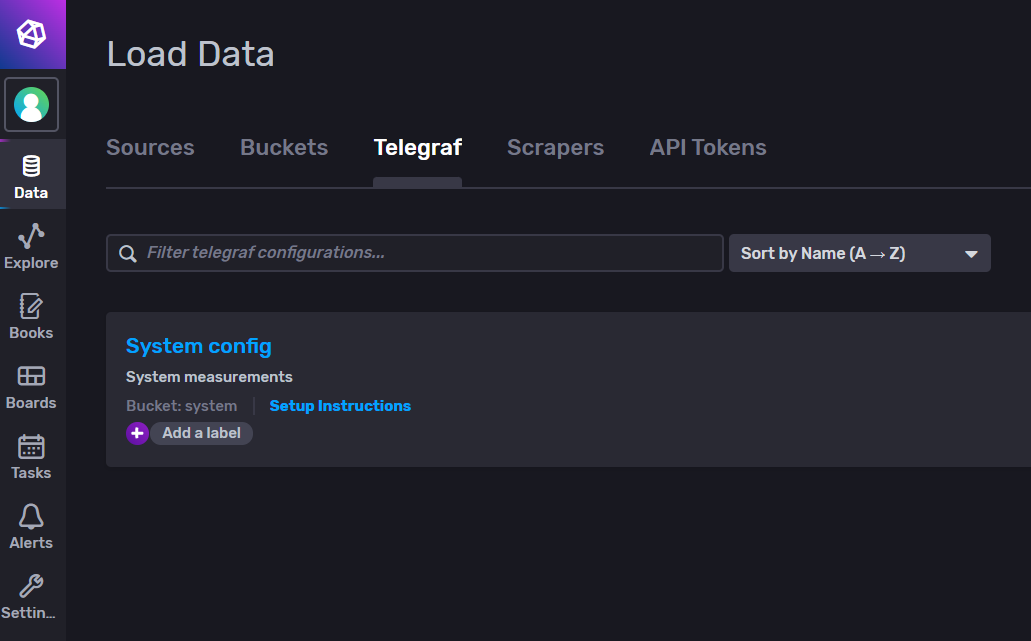 Load Data
Sources Buckets Telegraf Scrapers API Tokens
Data
Explore
Books
Boards
Tasks
Alerts
Settin...
Filter telegraf configurations... Sort by Name (A → Z)
System config
System measurements
Bucket: system Setup Instructions
Add a label